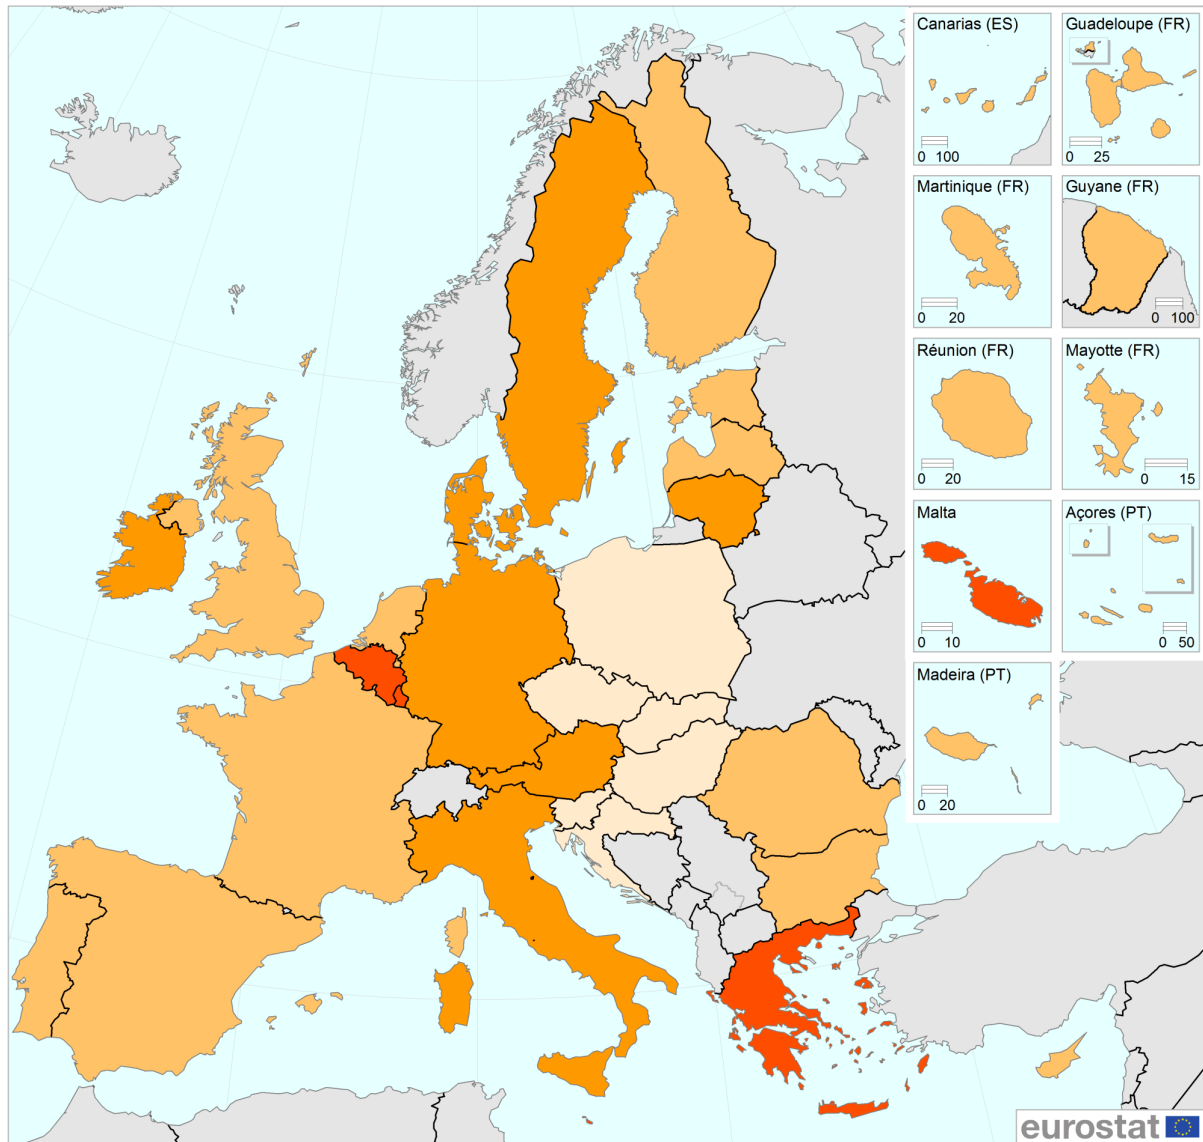 Canarias (ES)
0 100
Guadeloupe (FR)
0 25
Martinique (FR)
0 20
Guyane (FR)
0 100
Réunion (FR)
0 20
Mayotte (FR)
0 15
Malta
0 10
Açores (PT)
0 50
Madeira (PT)
0 20
eurostat